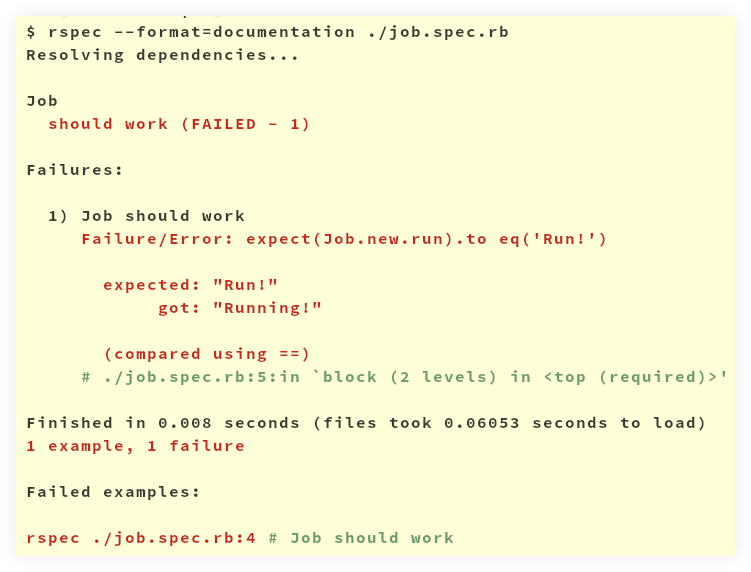 $ rspec --format=documentation ./job.spec.rb
Resolving dependencies...
Job
should work (FAILED - 1)
Failures:
1) Job should work
Failure/Error: expect(Job.new.run).to eq('Run!')
expected: "Run!"
got: "Running!"
(compared using ==)
# ./job.spec.rb:5:in `block (2 levels) in <top (required)>'
Finished in 0.008 seconds (files took 0.06053 seconds to load)
1 example, 1 failure
Failed examples:
rspec ./job.spec.rb:4 # Job should work